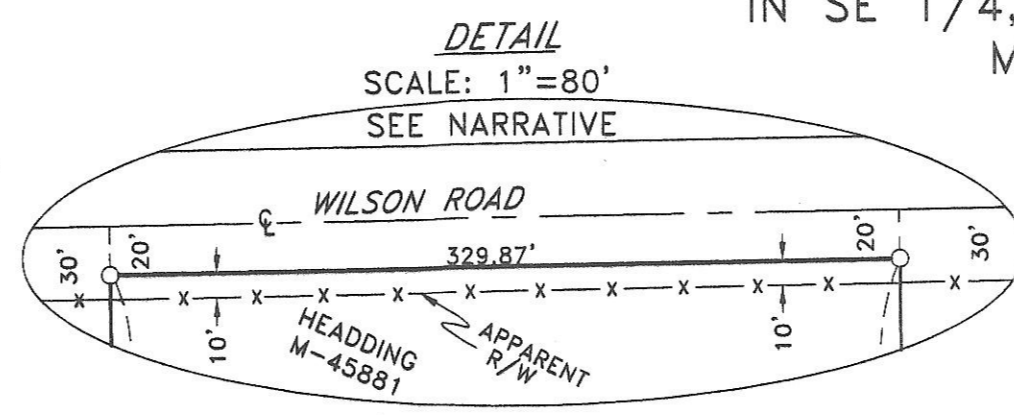 IN SE 1/4,
M
DETAIL
SCALE: 1"=80'
SEE NARRATIVE
℄ WILSON ROAD
30'
20'
329.87'
20'
30'
10'
HEADDING
M-45881
APPARENT
R/W
10'